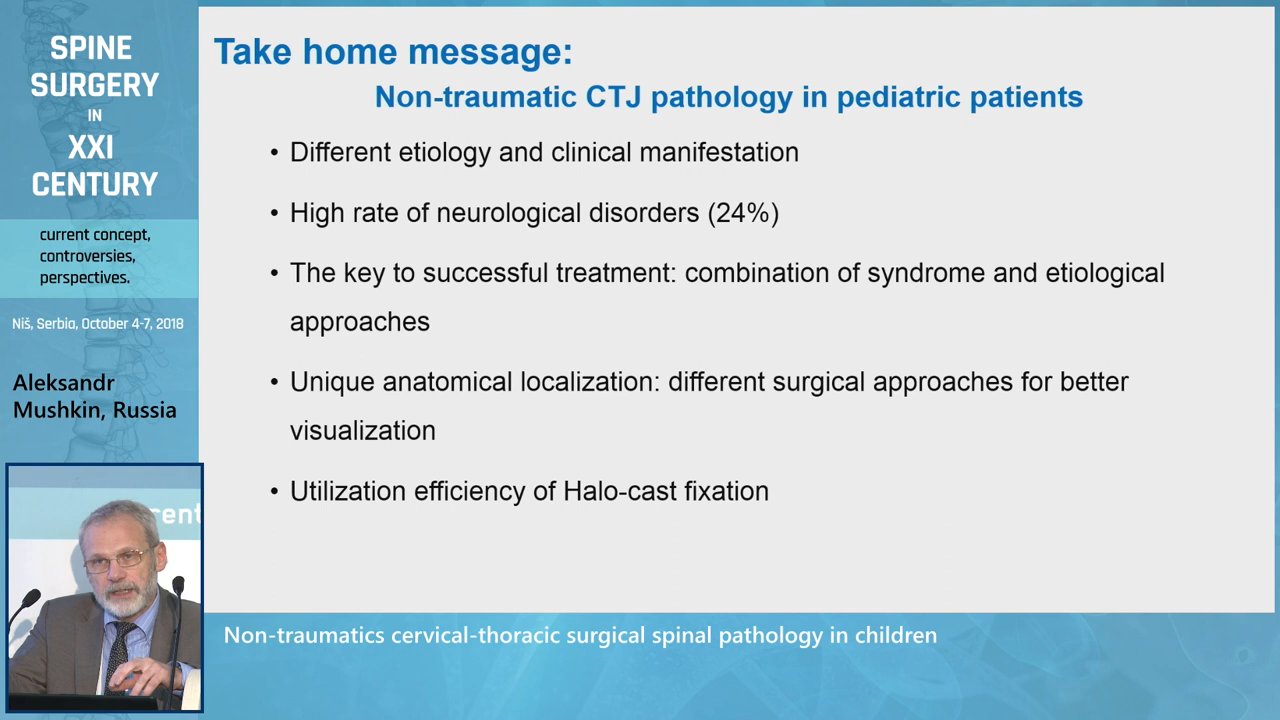 SPINE
SURGERY
IN
XXI
CENTURY
current concept,
controversies,
perspectives.
Niš, Serbia, October 4-7, 2018
Aleksandr
Mushkin, Russia
cent
Take home message:
Non-traumatic CTJ pathology in pediatric patients
• Different etiology and clinical manifestation
• High rate of neurological disorders (24%)
• The key to successful treatment: combination of syndrome and etiological
approaches
• Unique anatomical localization: different surgical approaches for better
visualization
• Utilization efficiency of Halo-cast fixation
Non-traumatics cervical-thoracic surgical spinal pathology in children